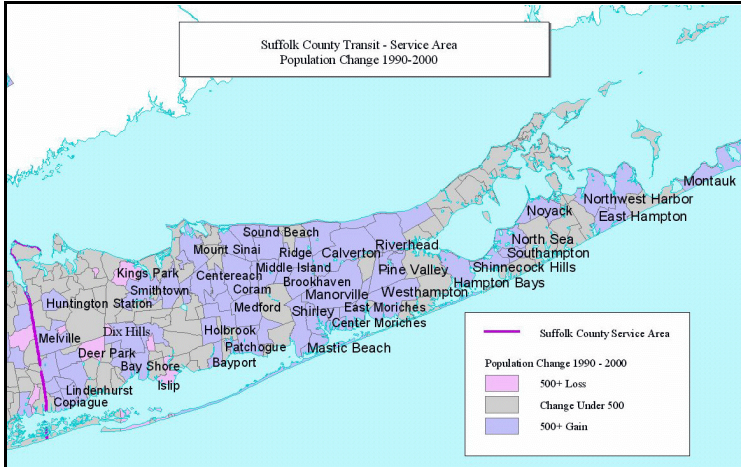 Suffolk County Transit - Service Area
Population Change 1990-2000
Montauk
Northwest Harbor
Noyack
East Hampton
Sound Beach
North Sea
Riverhead
Mount Sinai
Ridge
Calverton
Southampton
Middle Island
Pine Valley
Shinnecock Hills
Kings Park
Centereach
Brookhaven
Hampton Bays
Smithtown
Coram
Manorville
Westhampton
Huntington Station
Medford
Shirley
East Moriches
Center Moriches
Dix Hills
Holbrook
Melville
Patchogue
Mastic Beach
Deer Park
Bay Shore
Bayport
Islip
Lindenhurst
Copiague
Suffolk County Service Area
Population Change 1990 - 2000
500+ Loss
Change Under 500
500+ Gain